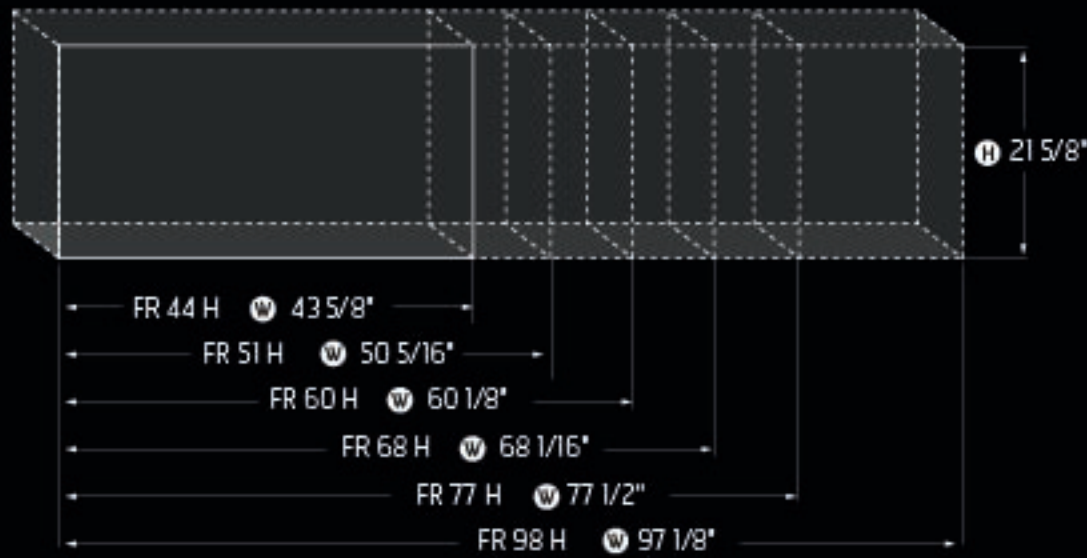 Ⓗ 21 5/8"
FR 44 H Ⓦ 43 5/8"
FR 51 H Ⓦ 50 5/16"
FR 60 H Ⓦ 60 1/8"
FR 68 H Ⓦ 68 1/16"
FR 77 H Ⓦ 77 1/2"
FR 98 H Ⓦ 97 1/8"